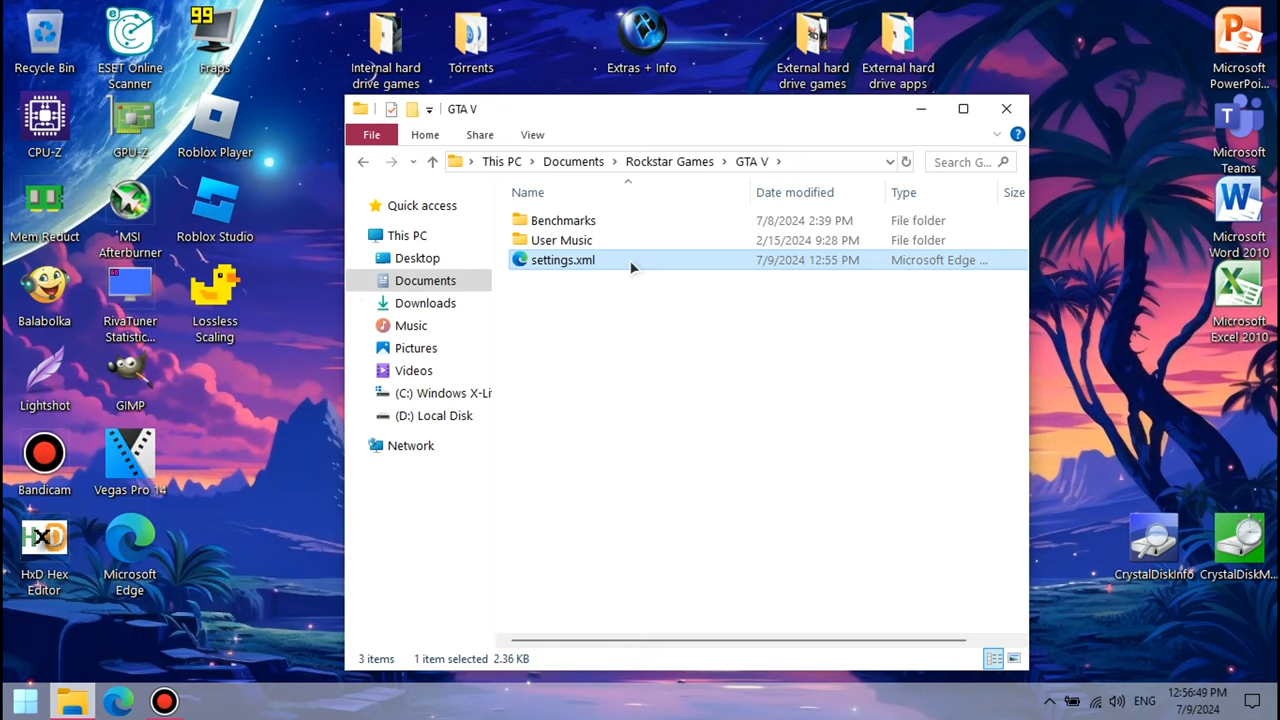 Recycle Bin
ESET Online
Scanner
99
Fraps
Internal hard
drive games
Torrents
Extras + Info
External hard
drive games
External hard
drive apps
Microsoft
PowerPoi...
CPU-Z
GPU-Z
Roblox Player
Microsoft
Teams
Mem Reduct
MSI
Afterburner
Roblox Studio
Microsoft
Word 2010
Balabolka
RivaTuner
Statistic...
Lossless
Scaling
Microsoft
Excel 2010
Lightshot
GIMP
Bandicam
Vegas Pro 14
HxD
HxD Hex
Editor
Microsoft
Edge
CrystalDiskInfo
CrystalDiskM...
GTA V
File
Home
Share
View
This PC
Documents
Rockstar Games
GTA V
Search G...
Name
Date modified
Type
Size
Benchmarks
7/8/2024 2:39 PM
File folder
User Music
2/15/2024 9:28 PM
File folder
settings.xml
7/9/2024 12:55 PM
Microsoft Edge ...
Quick access
This PC
Desktop
Documents
Downloads
Music
Pictures
Videos
(C:) Windows X-Li
(D:) Local Disk
Network
3 items
1 item selected 2.36 KB
ENG
12:56:49 PM
7/9/2024